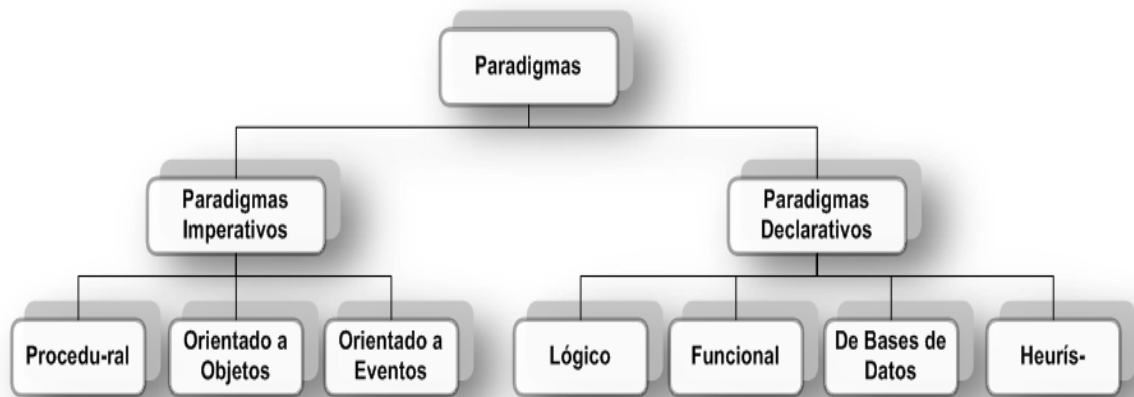 Paradigmas
Paradigmas
Imperativos
Paradigmas
Declarativos
Procedu-ral
Orientado a
Objetos
Orientado a
Eventos
Lógico
Funcional
De Bases de
Datos
Heurís-